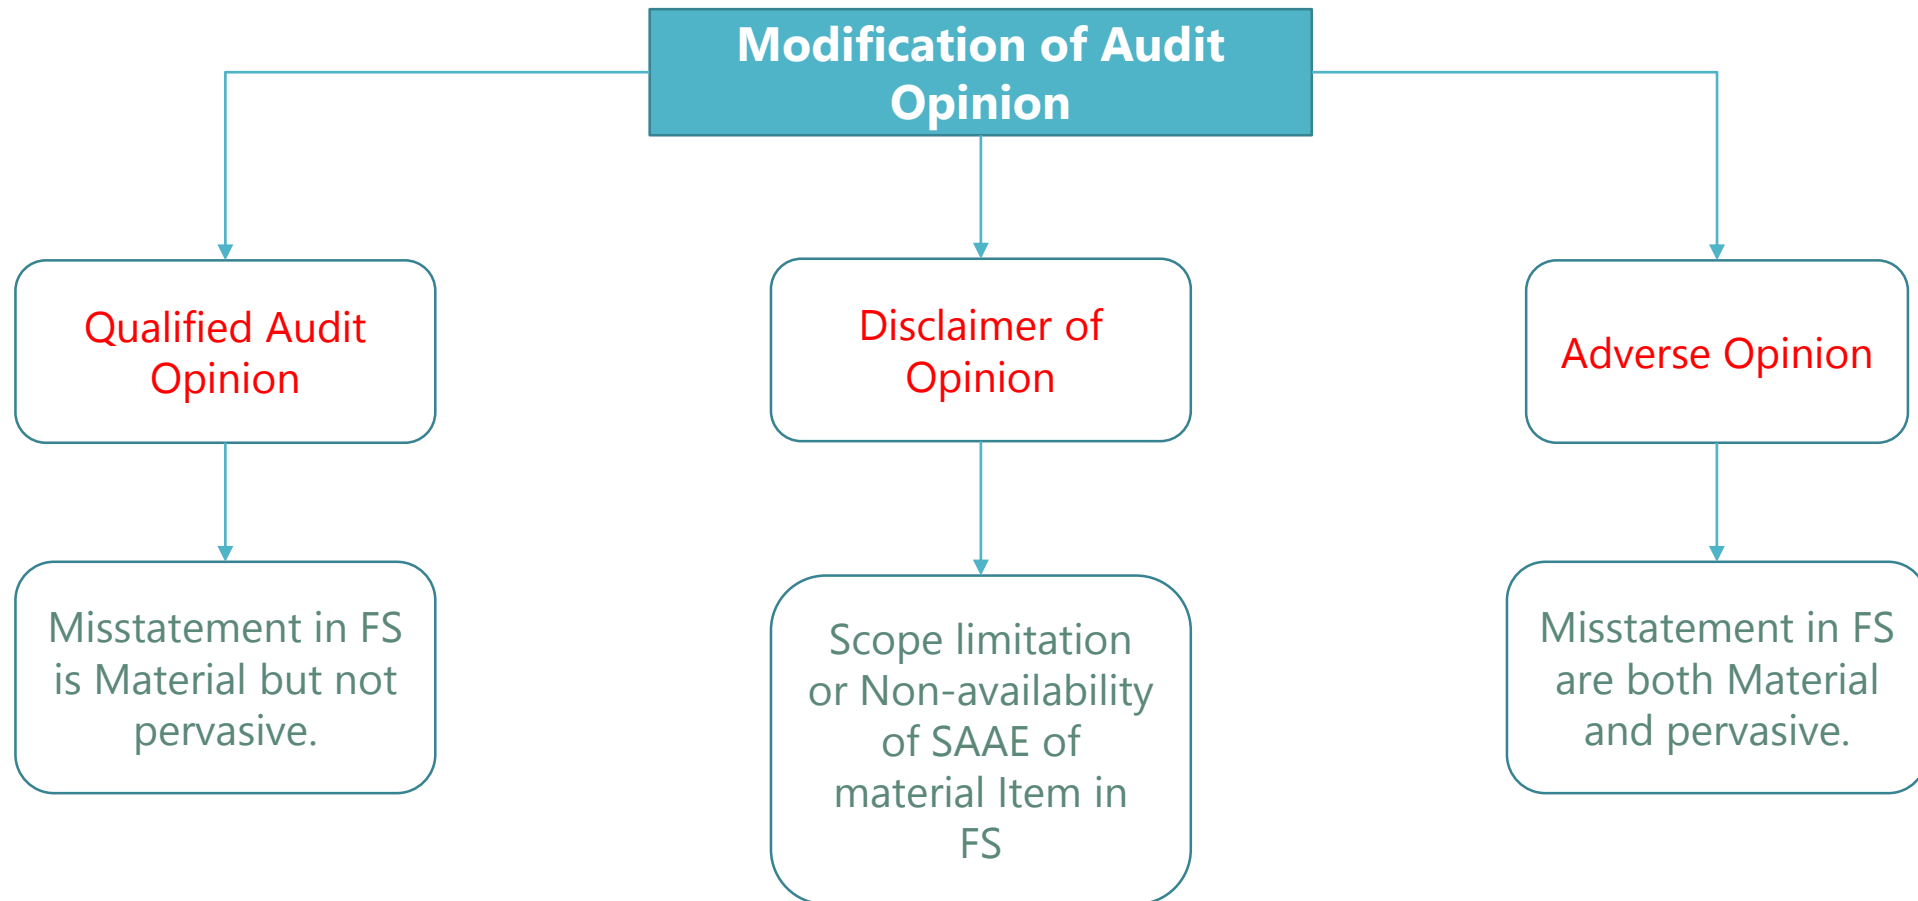 Modification of Audit
Opinion
Qualified Audit
Opinion
Disclaimer of
Opinion
Adverse Opinion
Misstatement in FS
is Material but not
pervasive.
Scope limitation
or Non-availability
of SAAE of
material Item in
FS
Misstatement in FS
are both Material
and pervasive.